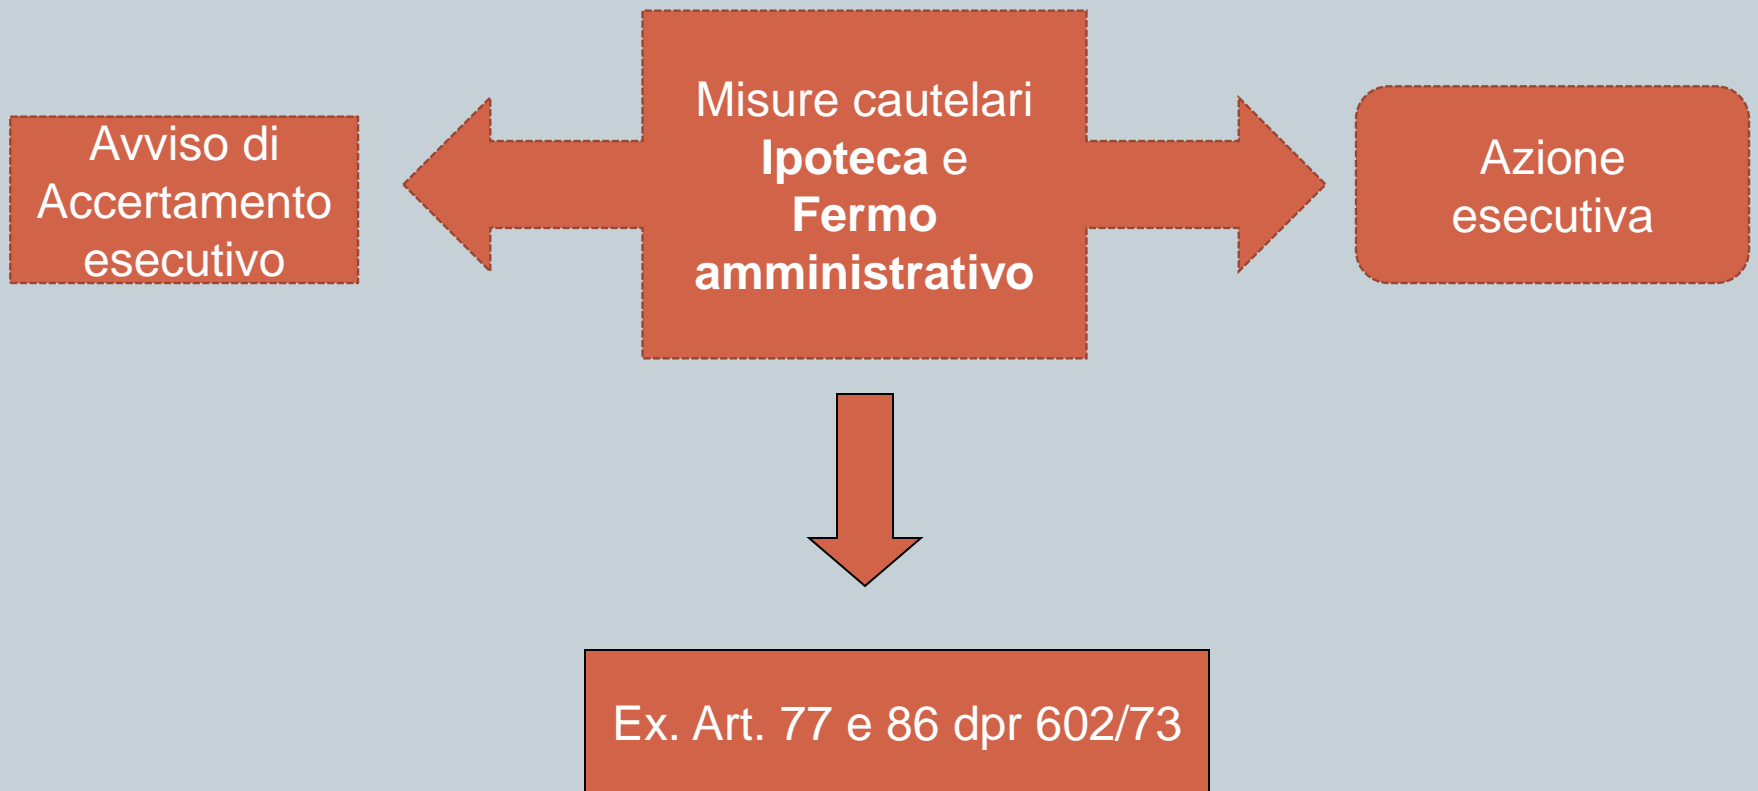 Avviso di
Accertamento
esecutivo
Misure cautelari
Ipoteca e
Fermo
amministrativo
Azione
esecutiva
Ex. Art. 77 e 86 dpr 602/73